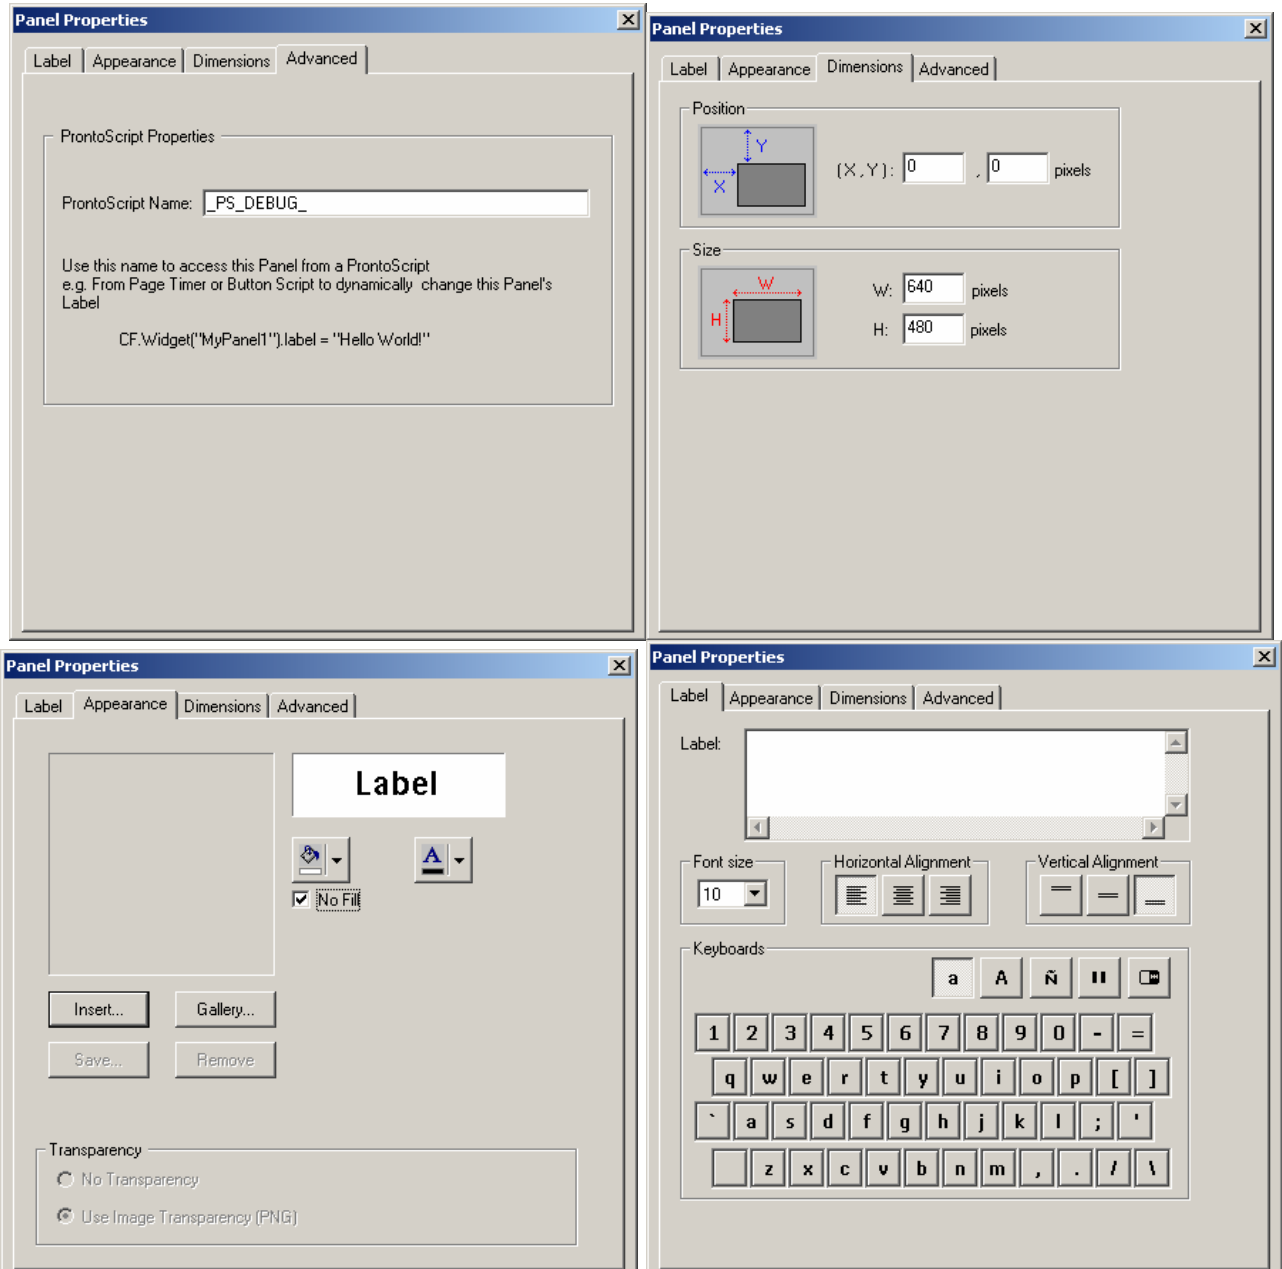 Panel Properties
Label Appearance Dimensions Advanced
ProntoScript Properties
ProntoScript Name: _PS_DEBUG_
Use this name to access this Panel from a ProntoScript
e.g. From Page Timer or Button Script to dynamically change this Panel's
Label
CF.Widget("MyPanel1").label = "Hello World!"
Panel Properties
Label Appearance Dimensions Advanced
Position
Y
X
(X,Y): 0 , 0 pixels
Size
W
H
W: 640 pixels
H: 480 pixels
Panel Properties
Label Appearance Dimensions Advanced
Label
A
No Fill
Insert... Gallery...
Save... Remove
Transparency
No Transparency
Use Image Transparency (PNG)
Panel Properties
Label Appearance Dimensions Advanced
Label:
Font size Horizontal Alignment Vertical Alignment
10
Keyboards
a A Ñ
1 2 3 4 5 6 7 8 9 0 - =
q w e r t y u i o p [ ]
` a s d f g h j k l ; '
z x c v b n m , . / \